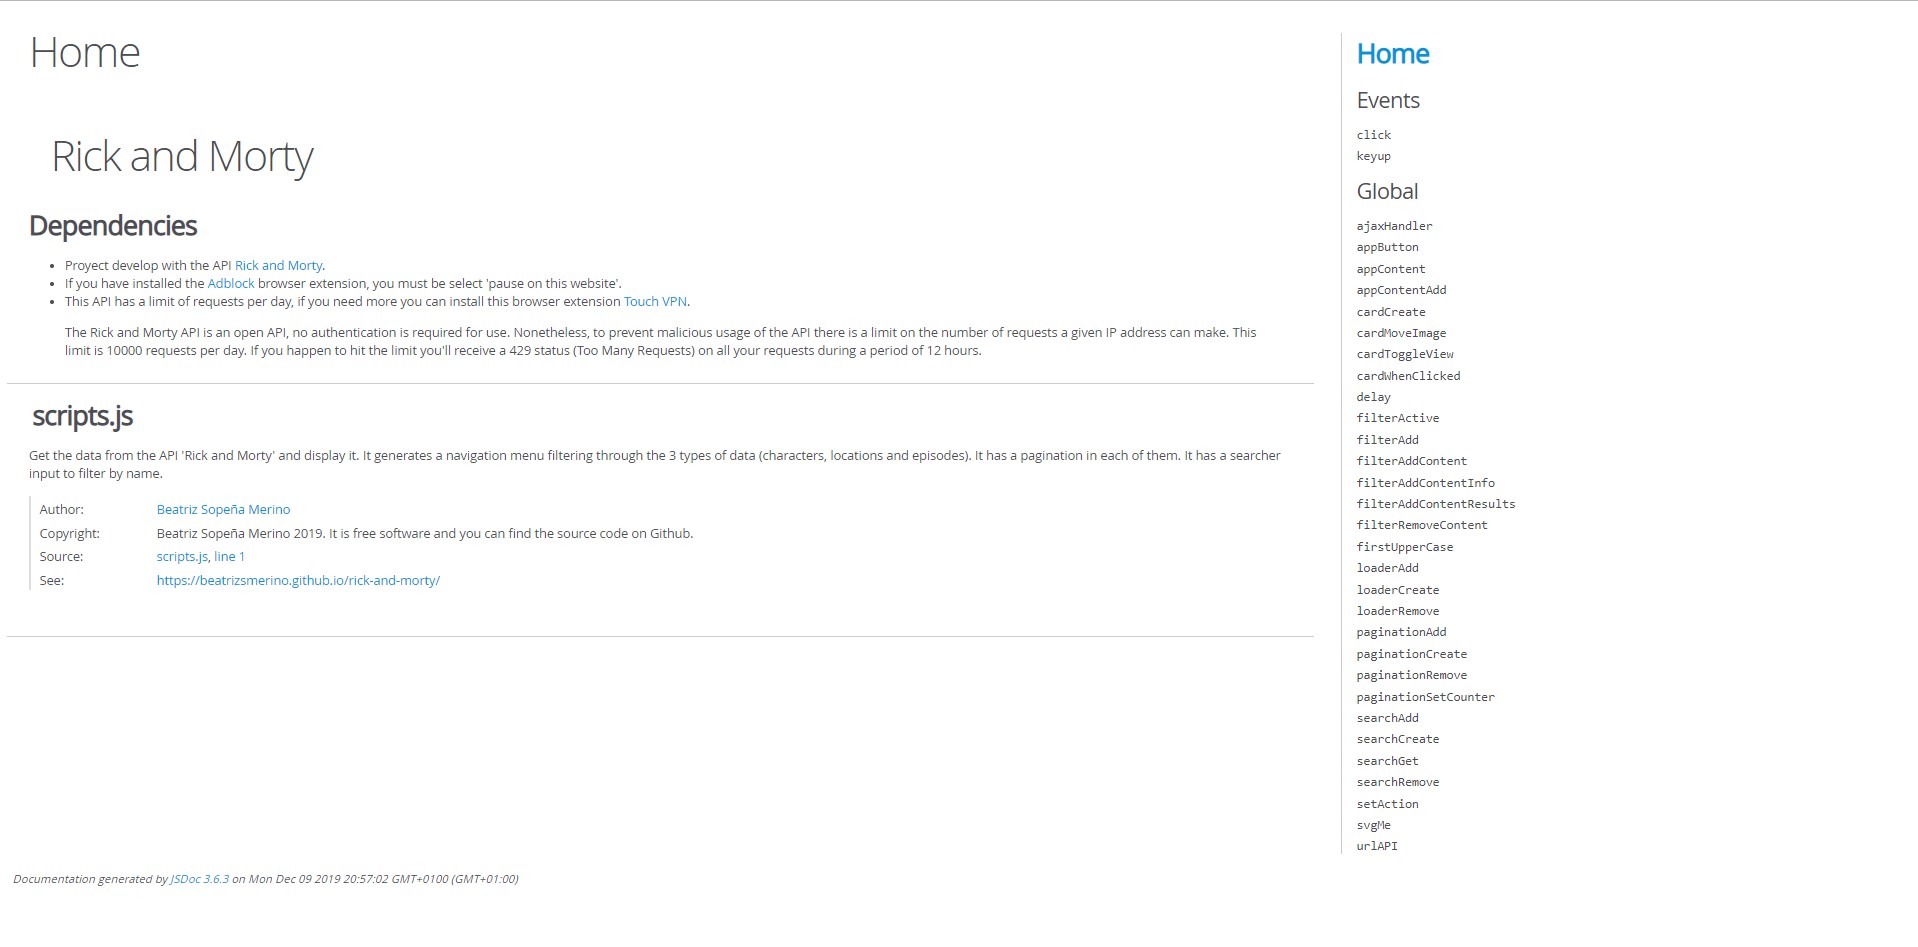 Home
Rick and Morty
Dependencies
• Proyect develop with the API Rick and Morty.
• If you have installed the Adblock browser extension, you must be select 'pause on this website'.
• This API has a limit of requests per day, if you need more you can install this browser extension Touch VPN.
The Rick and Morty API is an open API, no authentication is required for use. Nonetheless, to prevent malicious usage of the API there is a limit on the number of requests a given IP address can make. This
limit is 10000 requests per day. If you happen to hit the limit you'll receive a 429 status (Too Many Requests) on all your requests during a period of 12 hours.
scripts.js
Get the data from the API 'Rick and Morty' and display it. It generates a navigation menu filtering through the 3 types of data (characters, locations and episodes). It has a pagination in each of them. It has a searcher
input to filter by name.
Author: Beatriz Sopeña Merino
Copyright: Beatriz Sopeña Merino 2019. It is free software and you can find the source code on Github.
Source: scripts.js, line 1
See: https://beatrizsmerino.github.io/rick-and-morty/
Home
Events
click
keyup
Global
ajaxHandler
appButton
appContent
appContentAdd
cardCreate
cardMoveImage
cardToggleView
cardWhenClicked
delay
filterActive
filterAdd
filterAddContent
filterAddContentInfo
filterAddContentResults
filterRemoveContent
firstUpperCase
loaderAdd
loaderCreate
loaderRemove
paginationAdd
paginationCreate
paginationRemove
paginationSetCounter
searchAdd
searchCreate
searchGet
searchRemove
setAction
svgMe
urlAPI
Documentation generated by JSDoc 3.6.3 on Mon Dec 09 2019 20:57:02 GMT+0100 (GMT+01:00)